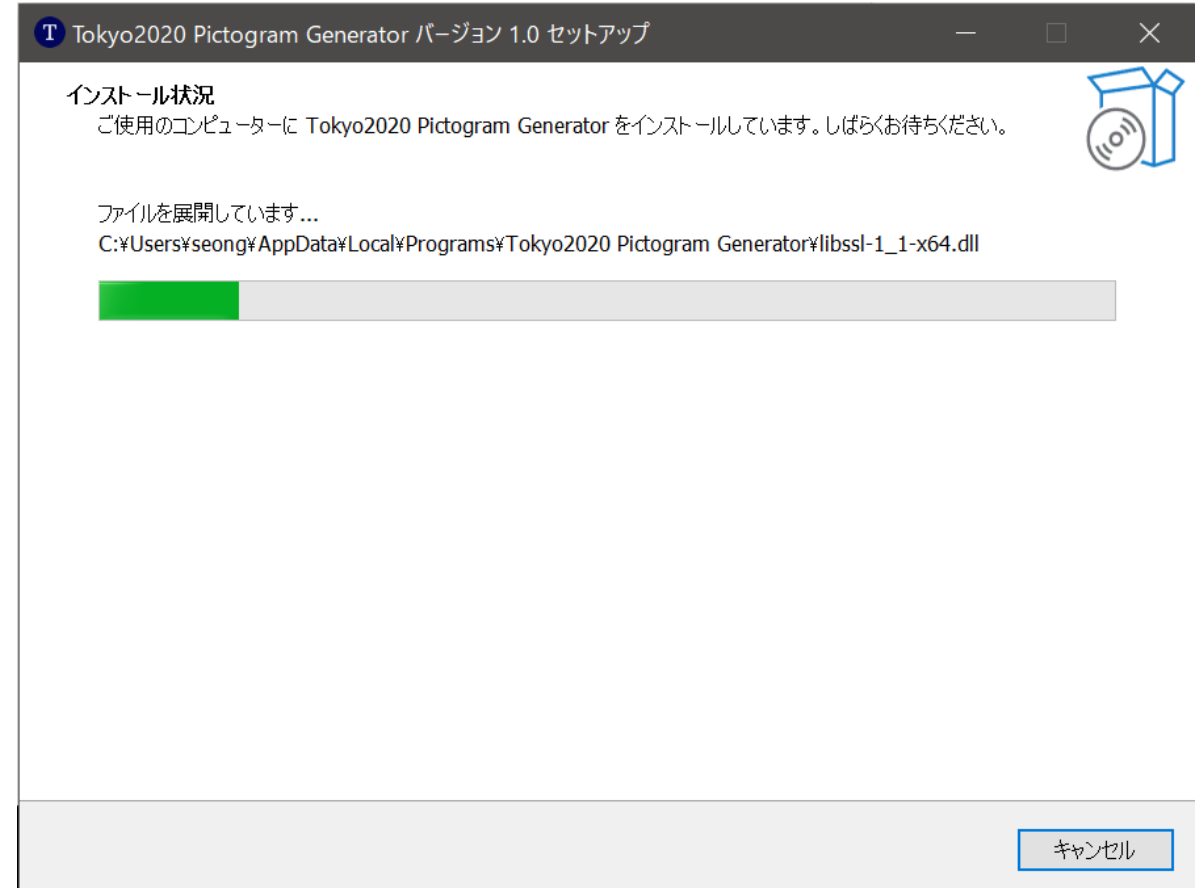 T Tokyo2020 Pictogram Generator バージョン 1.0 セットアップ
インストール状況
ご使用のコンピューターに Tokyo2020 Pictogram Generator をインストールしています。しばらくお待ちください。
ファイルを展開しています...
C:¥Users¥seong¥AppData¥Local¥Programs¥Tokyo2020 Pictogram Generator¥libssl-1_1-x64.dll
キャンセル